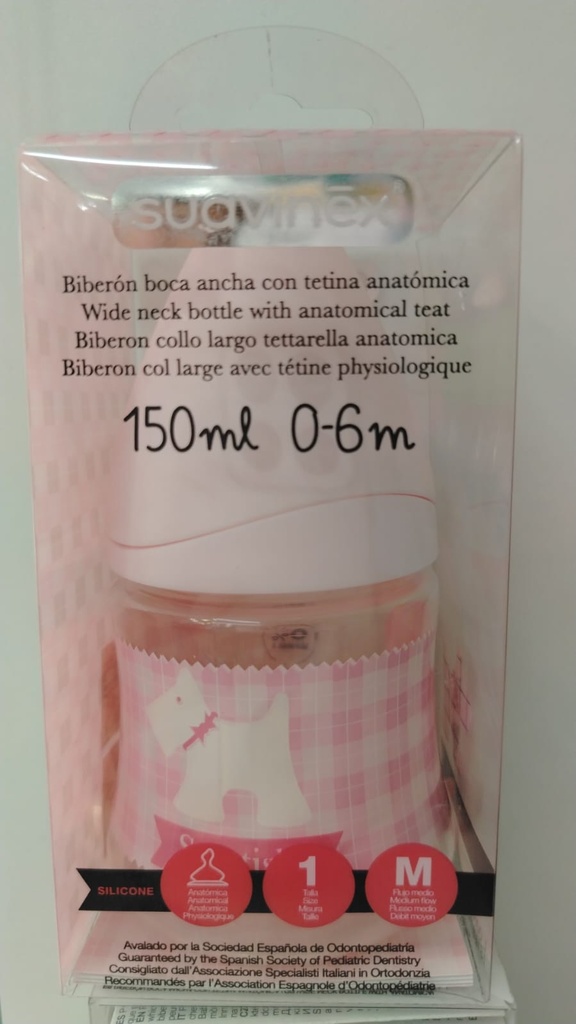 suavinēx
Biberón boca ancha con tetina anatómica
Wide neck bottle with anatomical teat
Biberon collo largo tettarella anatomica
Biberon col large avec tétine physiologique
150ml 0-6m
SILICONE
Anatómica
Anatomical
Anatomica
Physiologique
1
Talla
Size
Misura
Taille
M
Flujo medio
Medium flow
Flusso medio
Débit moyen
Avalado por la Sociedad Española de Odontopediatría
Guaranteed by the Spanish Society of Pediatric Dentistry
Consigliato dall'Associazione Specialisti Italiani in Ortodonzia
Recommandés par l'Association Espagnole d'Odontopédiatrie